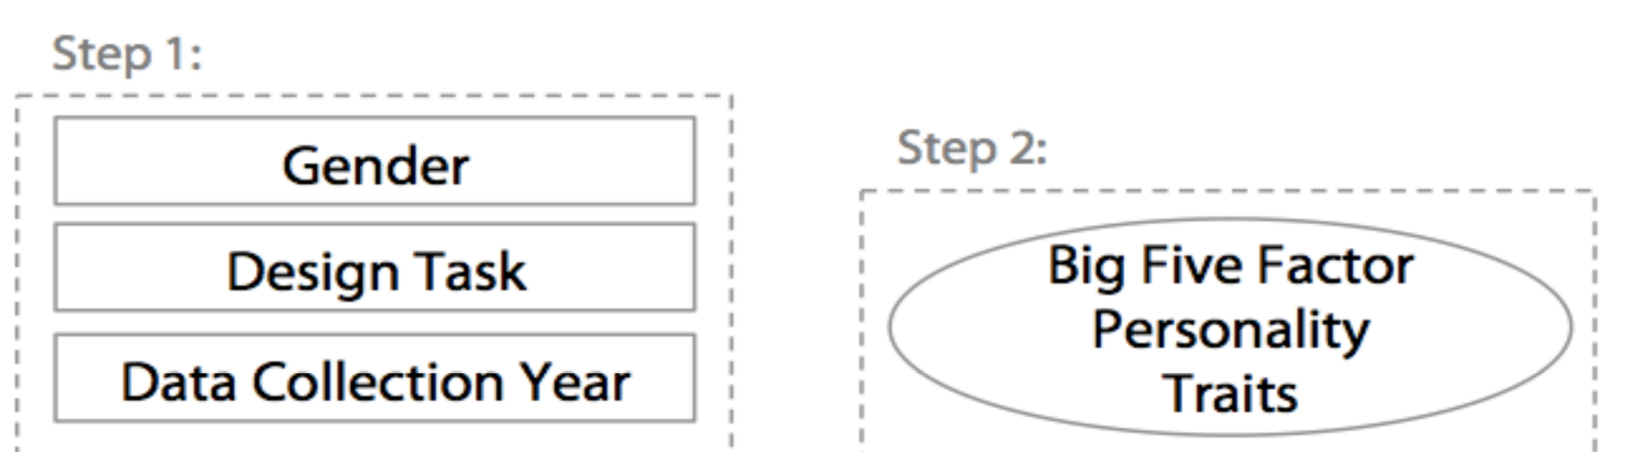 Step 1:
Gender
Design Task
Data Collection Year
Step 2:
Big Five Factor
Personality
Traits